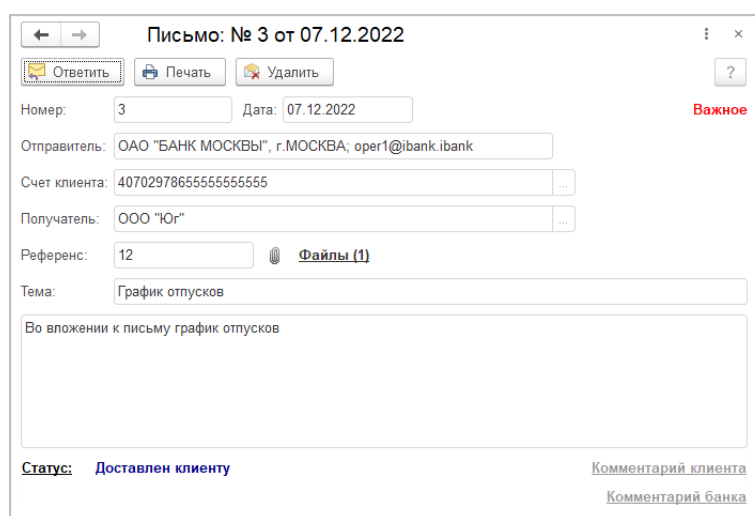 Письмо: № 3 от 07.12.2022
Ответить Печать Удалить ?
Номер: 3 Дата: 07.12.2022 Важное
Отправитель: ОАО "БАНК МОСКВЫ", г.МОСКВА; oper1@ibank.ibank
Счет клиента: 40702978655555555555 ...
Получатель: ООО "Юг" ...
Референс: 12 Файлы (1)
Тема: График отпусков
Во вложении к письму график отпусков
Статус: Доставлен клиенту Комментарий клиента
Комментарий банка